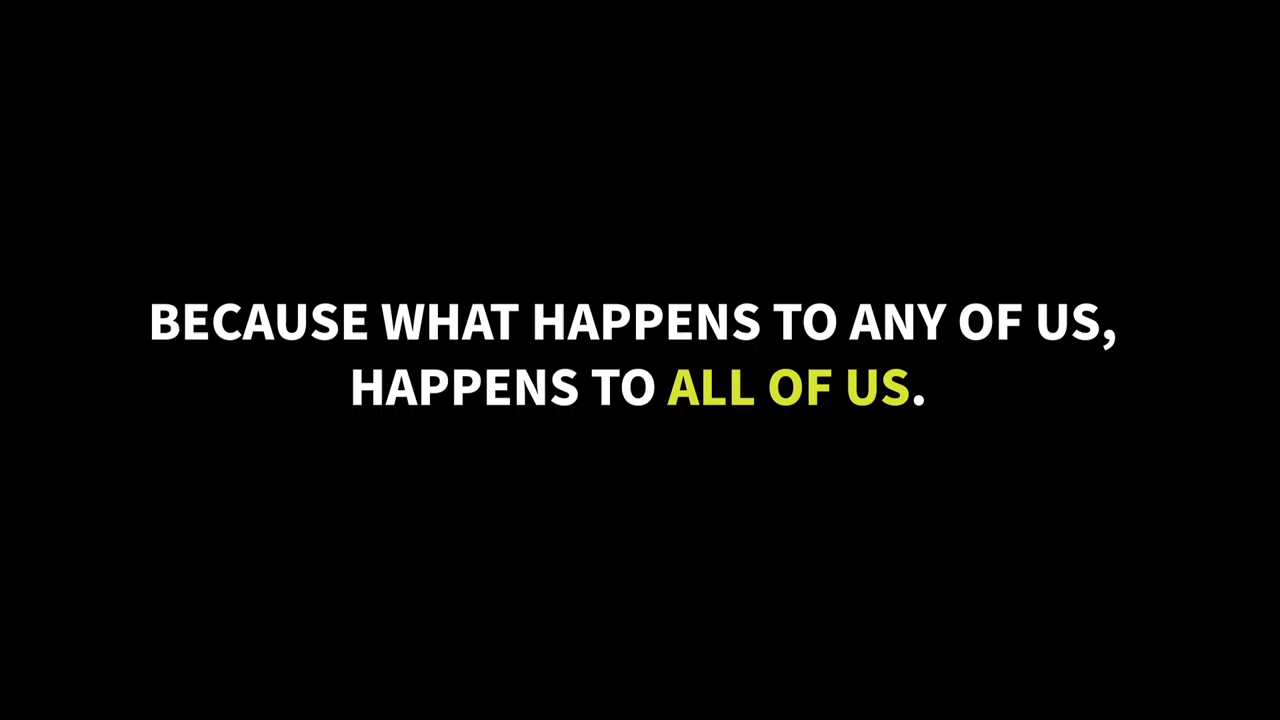 BECAUSE WHAT HAPPENS TO ANY OF US,
HAPPENS TO ALL OF US.